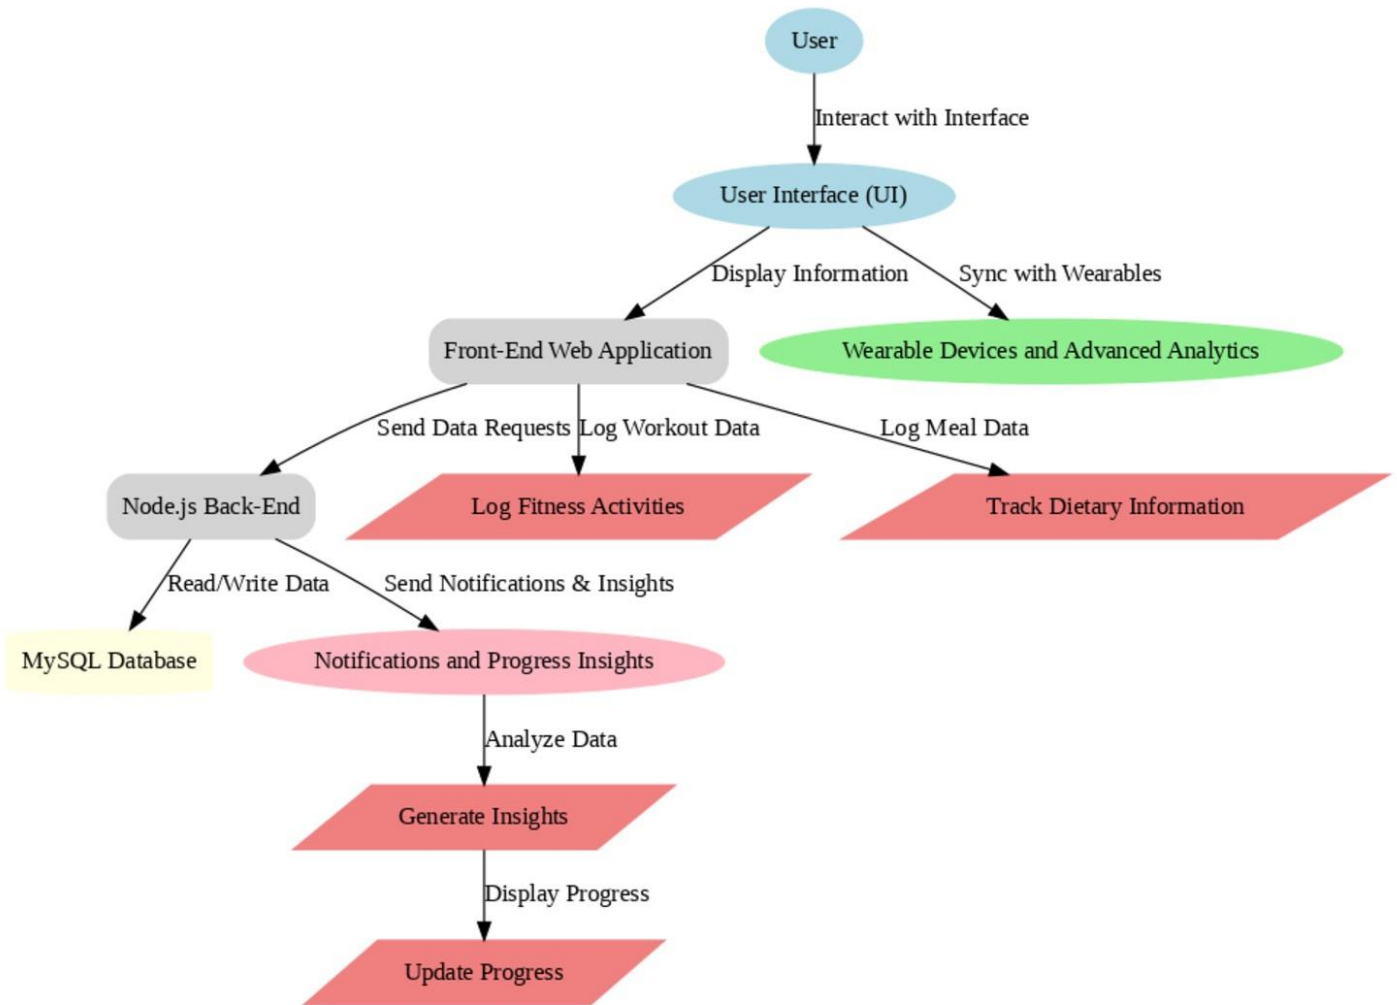 User
Interact with Interface
User Interface (UI)
Display Information
Sync with Wearables
Front-End Web Application
Wearable Devices and Advanced Analytics
Send Data Requests
Log Workout Data
Log Meal Data
Node.js Back-End
Log Fitness Activities
Track Dietary Information
Read/Write Data
Send Notifications & Insights
MySQL Database
Notifications and Progress Insights
Analyze Data
Generate Insights
Display Progress
Update Progress